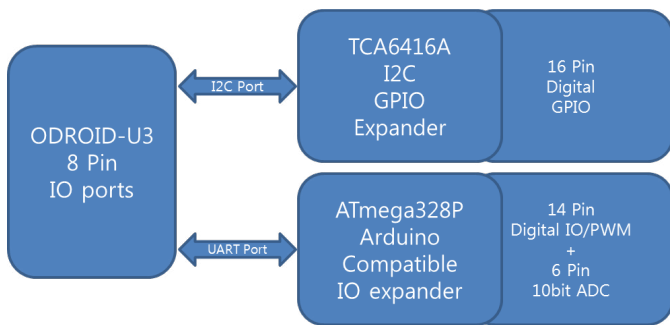 ODROID-U3
8 Pin
IO ports
I2C Port
UART Port
TCA6416A
I2C
GPIO
Expander
16 Pin
Digital
GPIO
ATmega328P
Arduino
Compatible
IO expander
14 Pin
Digital IO/PWM
+
6 Pin
10bit ADC